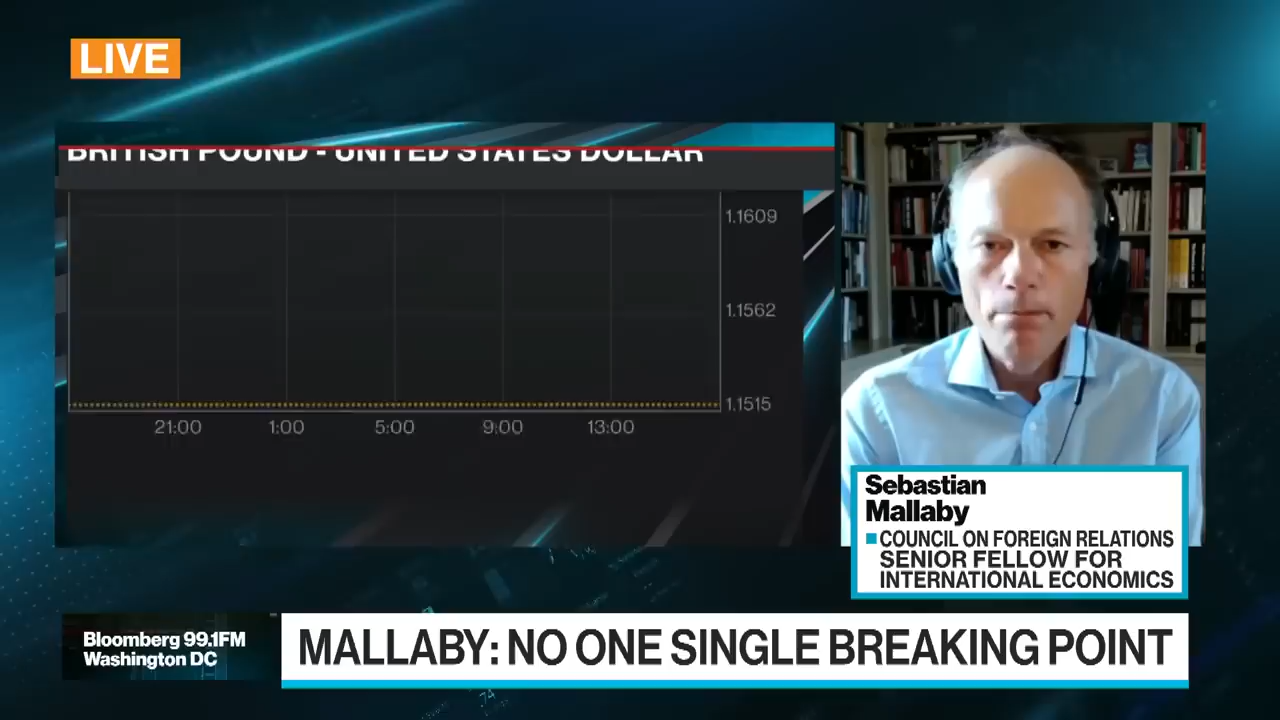 LIVE
BRITISH POUND - UNITED STATES DOLLAR
1.1609
1.1562
1.1515
21:00
1:00
5:00
9:00
13:00
Sebastian
Mallaby
COUNCIL ON FOREIGN RELATIONS
SENIOR FELLOW FOR
INTERNATIONAL ECONOMICS
Bloomberg 99.1FM
Washington DC
MALLABY: NO ONE SINGLE BREAKING POINT